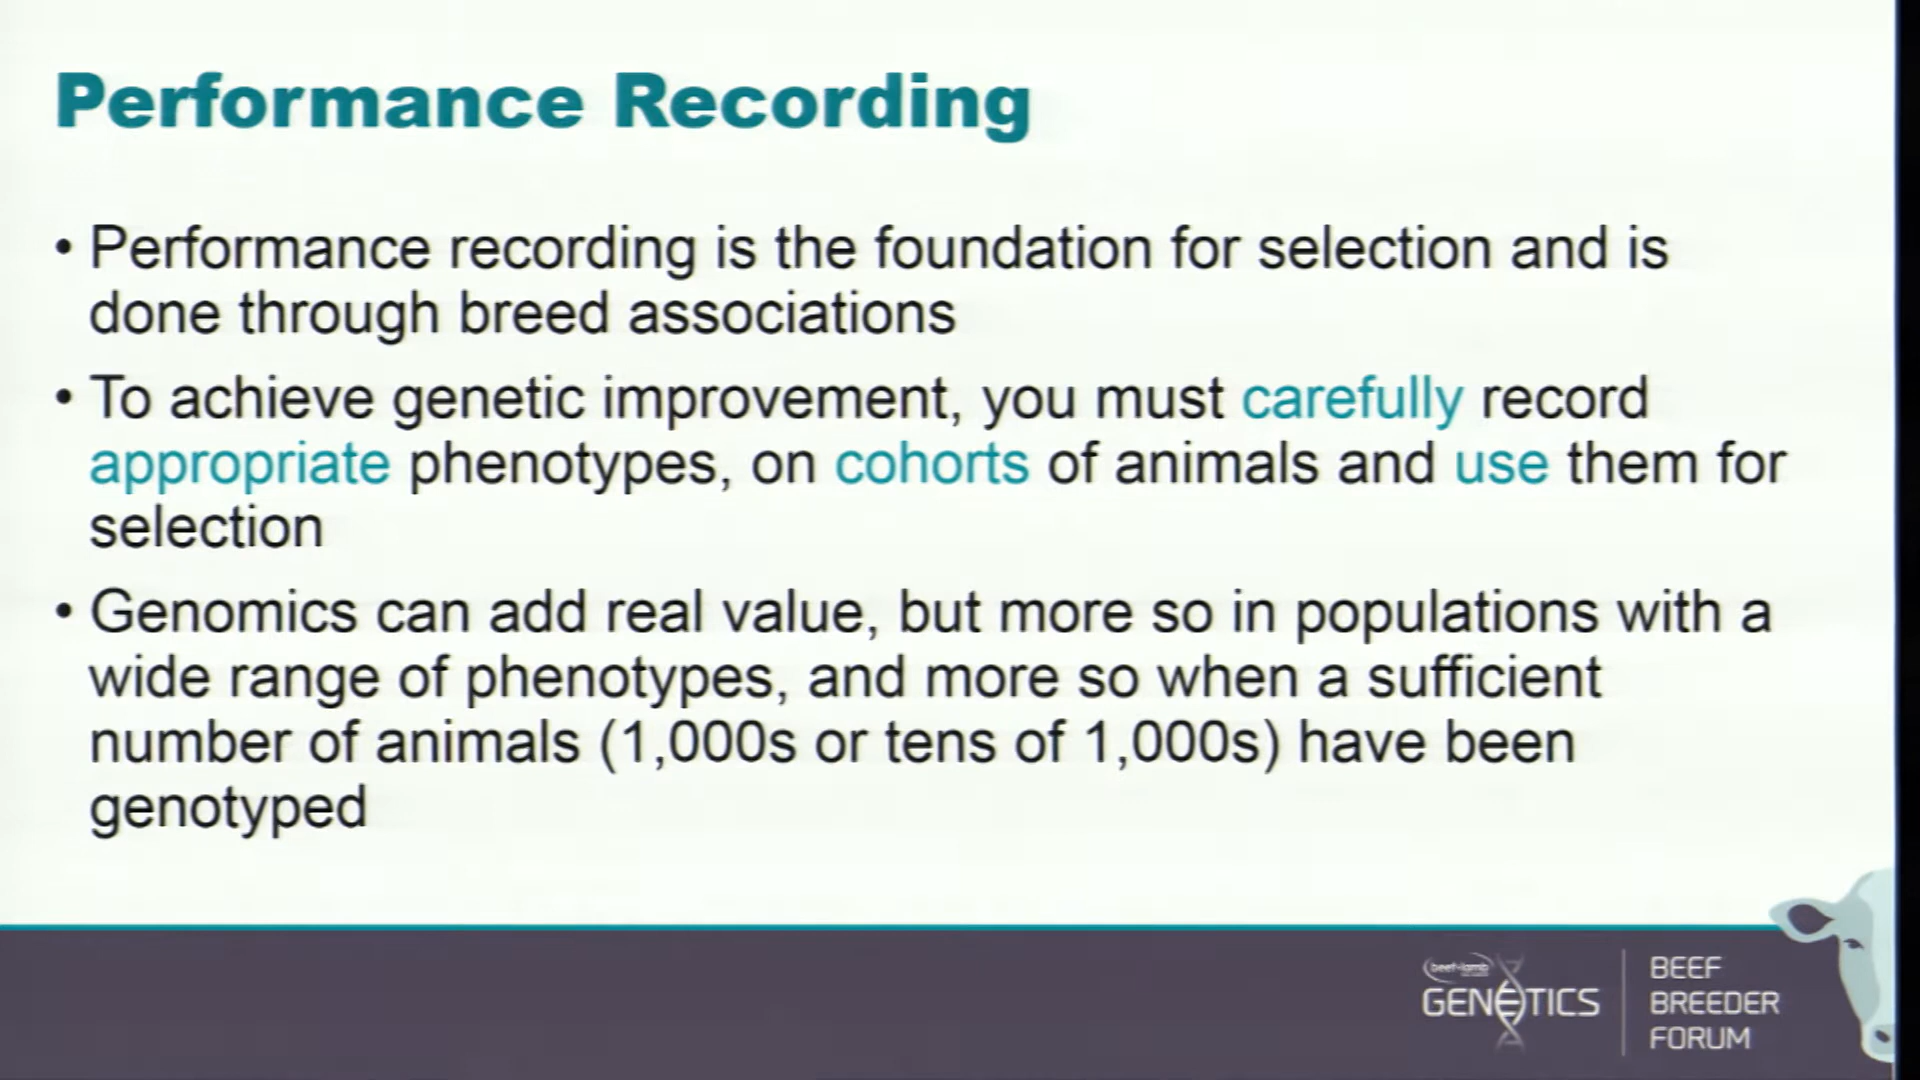 Performance Recording
• Performance recording is the foundation for selection and is
done through breed associations
• To achieve genetic improvement, you must carefully record
appropriate phenotypes, on cohorts of animals and use them for
selection
• Genomics can add real value, but more so in populations with a
wide range of phenotypes, and more so when a sufficient
number of animals (1,000s or tens of 1,000s) have been
genotyped
beef+lamb
GENETICS
BEEF
BREEDER
FORUM